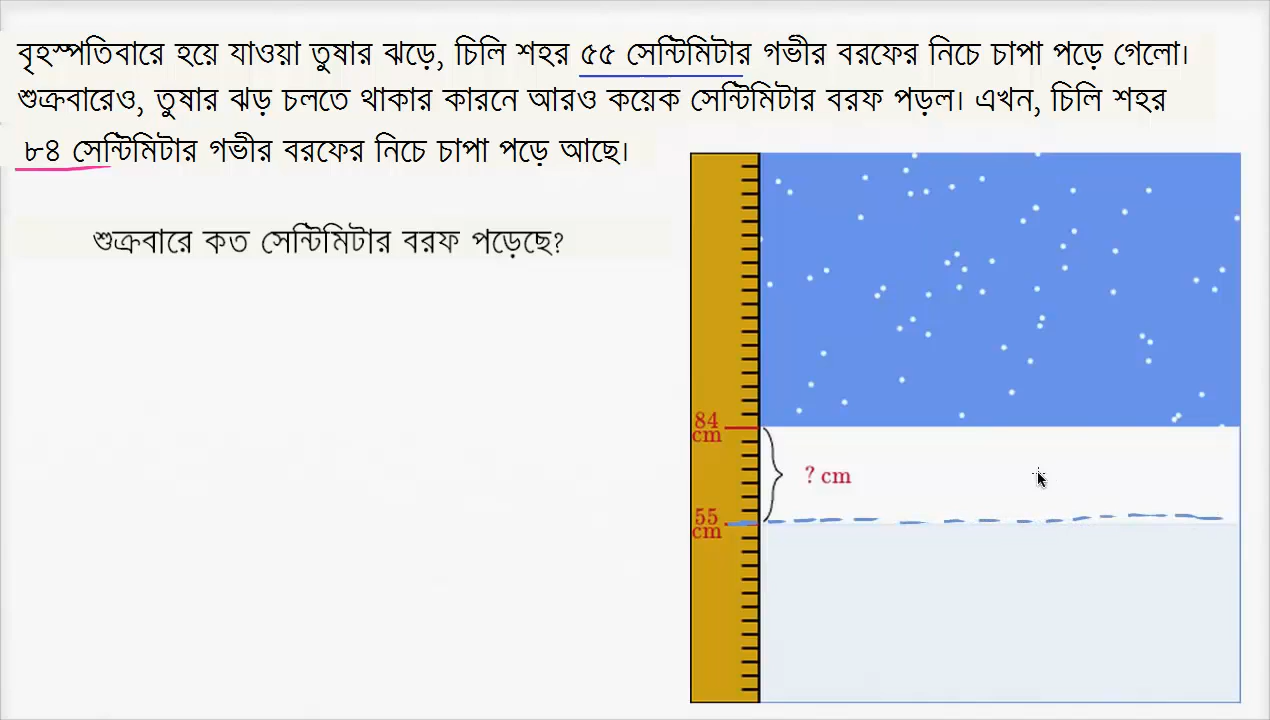 বৃহস্পতিবারে হয়ে যাওয়া তুষার ঝড়ে, চিলি শহর ৫৫ সেন্টিমিটার গভীর বরফের নিচে চাপা পড়ে গেলো।
শুক্রবারেও, তুষার ঝড় চলতে থাকার কারনে আরও কয়েক সেন্টিমিটার বরফ পড়ল। এখন, চিলি শহর
৮৪ সেন্টিমিটার গভীর বরফের নিচে চাপা পড়ে আছে।
শুক্রবারে কত সেন্টিমিটার বরফ পড়েছে?
84
cm
? cm
55
cm